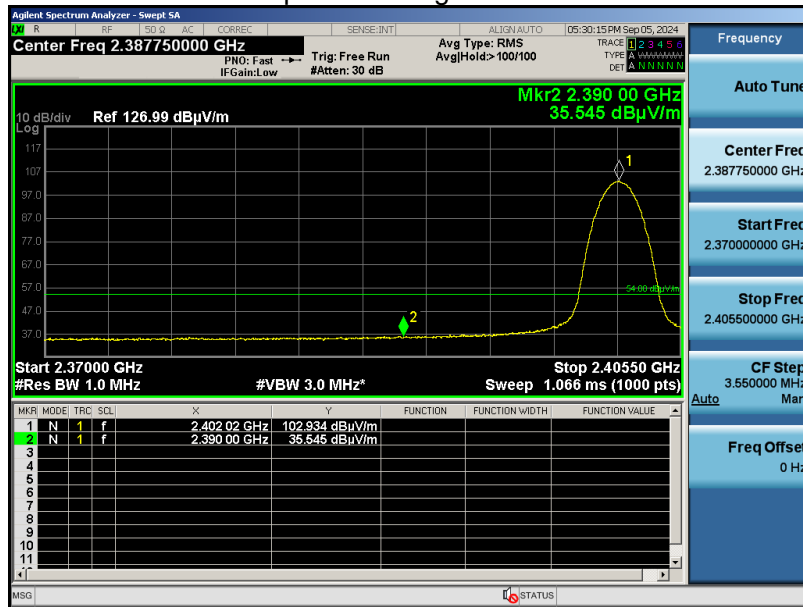 Agilent Spectrum Analyzer - Swept SA
LXI R RF 50 Ω AC CORREC SENSE:INT ALIGN AUTO 05:30:15 PM Sep 05, 2024
Center Freq 2.387750000 GHz
PNO: Fast
IFGain:Low
Trig: Free Run
#Atten: 30 dB
Avg Type: RMS
Avg|Hold:>100/100
TRACE 1 2 3 4 5 6
TYPE A
DET A N N N N N
Mkr2 2.390 00 GHz
35.545 dBµV/m
10 dB/div Ref 126.99 dBµV/m
Log
117
107
97.0
87.0
77.0
67.0
57.0
47.0
37.0
1
54.00 dBµV/m
2
Start 2.37000 GHz Stop 2.40550 GHz
#Res BW 1.0 MHz #VBW 3.0 MHz* Sweep 1.066 ms (1000 pts)
MKR MODE TRC SCL X Y FUNCTION FUNCTION WIDTH FUNCTION VALUE
1 N 1 f 2.402 02 GHz 102.934 dBµV/m
2 N 1 f 2.390 00 GHz 35.545 dBµV/m
3
4
5
6
7
8
9
10
11
MSG STATUS
Frequency
Auto Tune
Center Freq
2.387750000 GHz
Start Freq
2.370000000 GHz
Stop Freq
2.405500000 GHz
CF Step
3.550000 MHz
Auto Man
Freq Offset
0 Hz